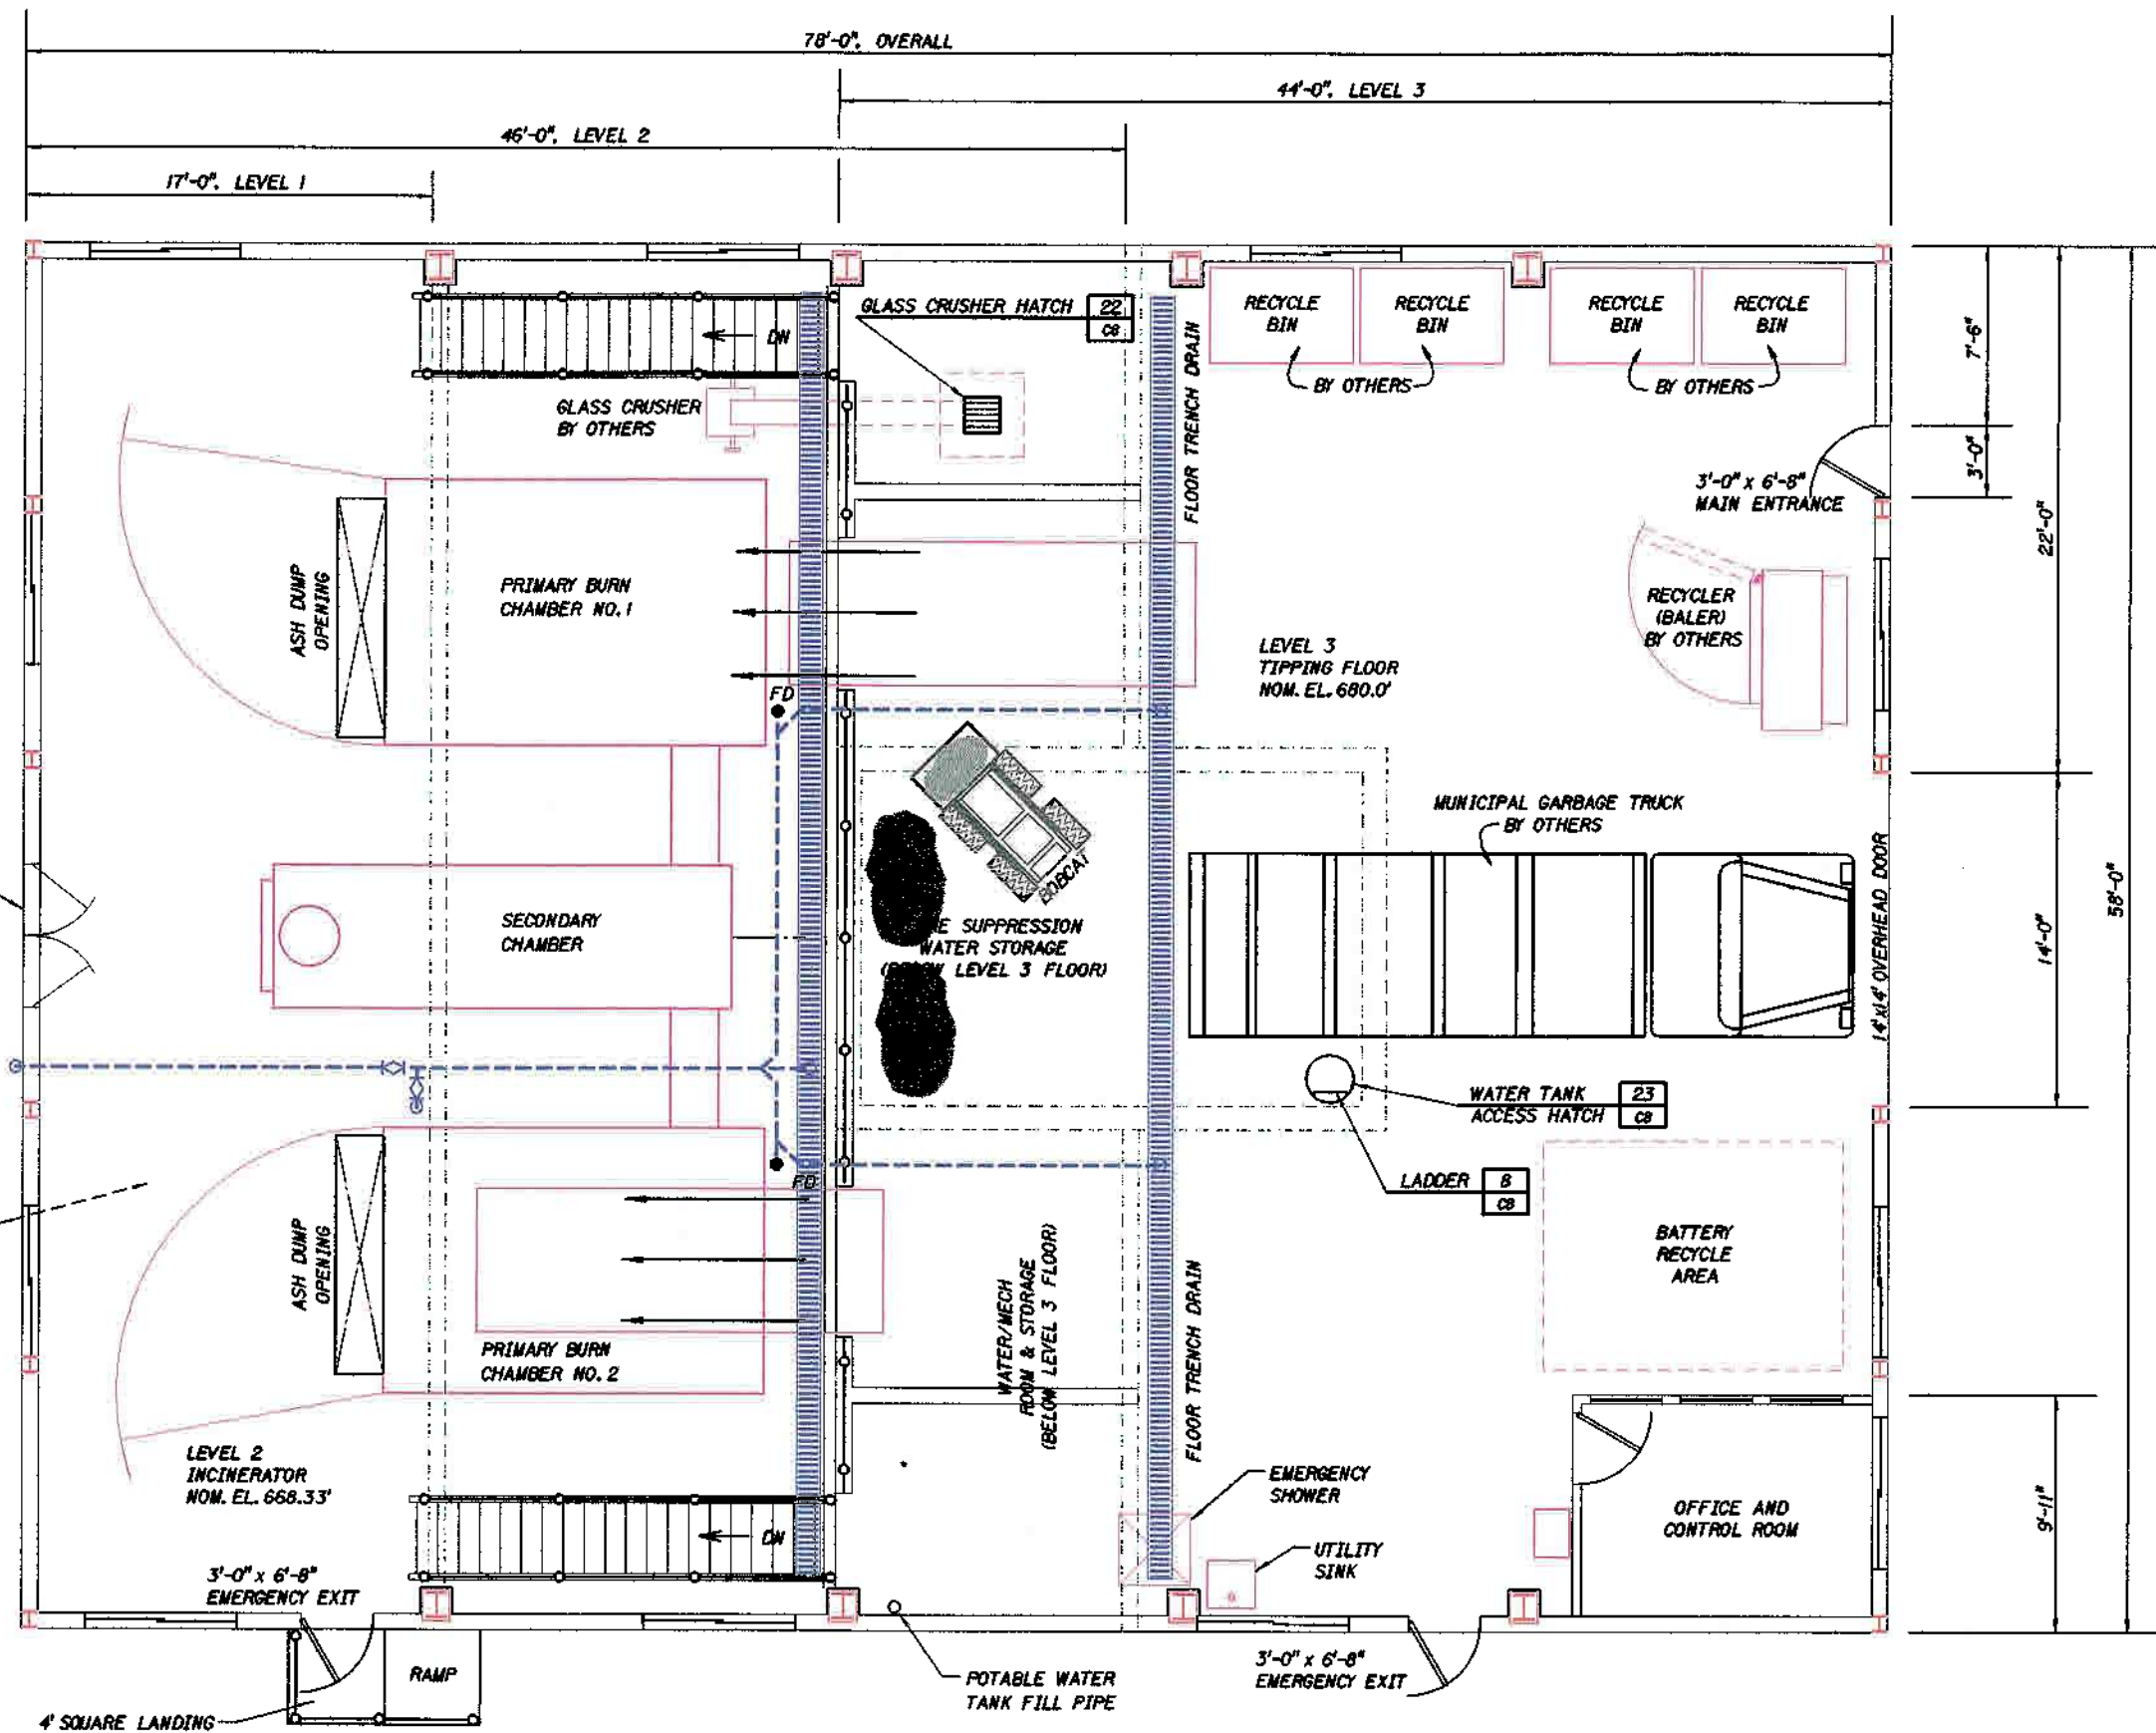 78'-0", OVERALL
44'-0", LEVEL 3
46'-0", LEVEL 2
17'-0", LEVEL 1
DN
GLASS CRUSHER HATCH 22
C8
GLASS CRUSHER
BY OTHERS
FLOOR TRENCH DRAIN
RECYCLE
BIN
RECYCLE
BIN
RECYCLE
BIN
RECYCLE
BIN
BY OTHERS
BY OTHERS
7'-6"
3'-0"
22'-0"
3'-0" x 6'-8"
MAIN ENTRANCE
ASH DUMP
OPENING
PRIMARY BURN
CHAMBER NO. 1
RECYCLER
(BALER)
BY OTHERS
LEVEL 3
TIPPING FLOOR
NOM. EL. 680.0'
FD
BOBCAT
MUNICIPAL GARBAGE TRUCK
BY OTHERS
14'x14' OVERHEAD DOOR
14'-0"
58'-0"
SECONDARY
CHAMBER
E SUPPRESSION
WATER STORAGE
LEVEL 3 FLOOR)
WATER TANK 23
ACCESS HATCH C8
LADDER 8
C8
FD
ASH DUMP
OPENING
PRIMARY BURN
CHAMBER NO. 2
WATER/MECH
ROOM & STORAGE
(BELOW LEVEL 3 FLOOR)
FLOOR TRENCH DRAIN
BATTERY
RECYCLE
AREA
LEVEL 2
INCINERATOR
NOM. EL. 668.33'
DN
EMERGENCY
SHOWER
UTILITY
SINK
OFFICE AND
CONTROL ROOM
9'-11"
3'-0" x 6'-8"
EMERGENCY EXIT
RAMP
4' SQUARE LANDING
POTABLE WATER
TANK FILL PIPE
3'-0" x 6'-8"
EMERGENCY EXIT